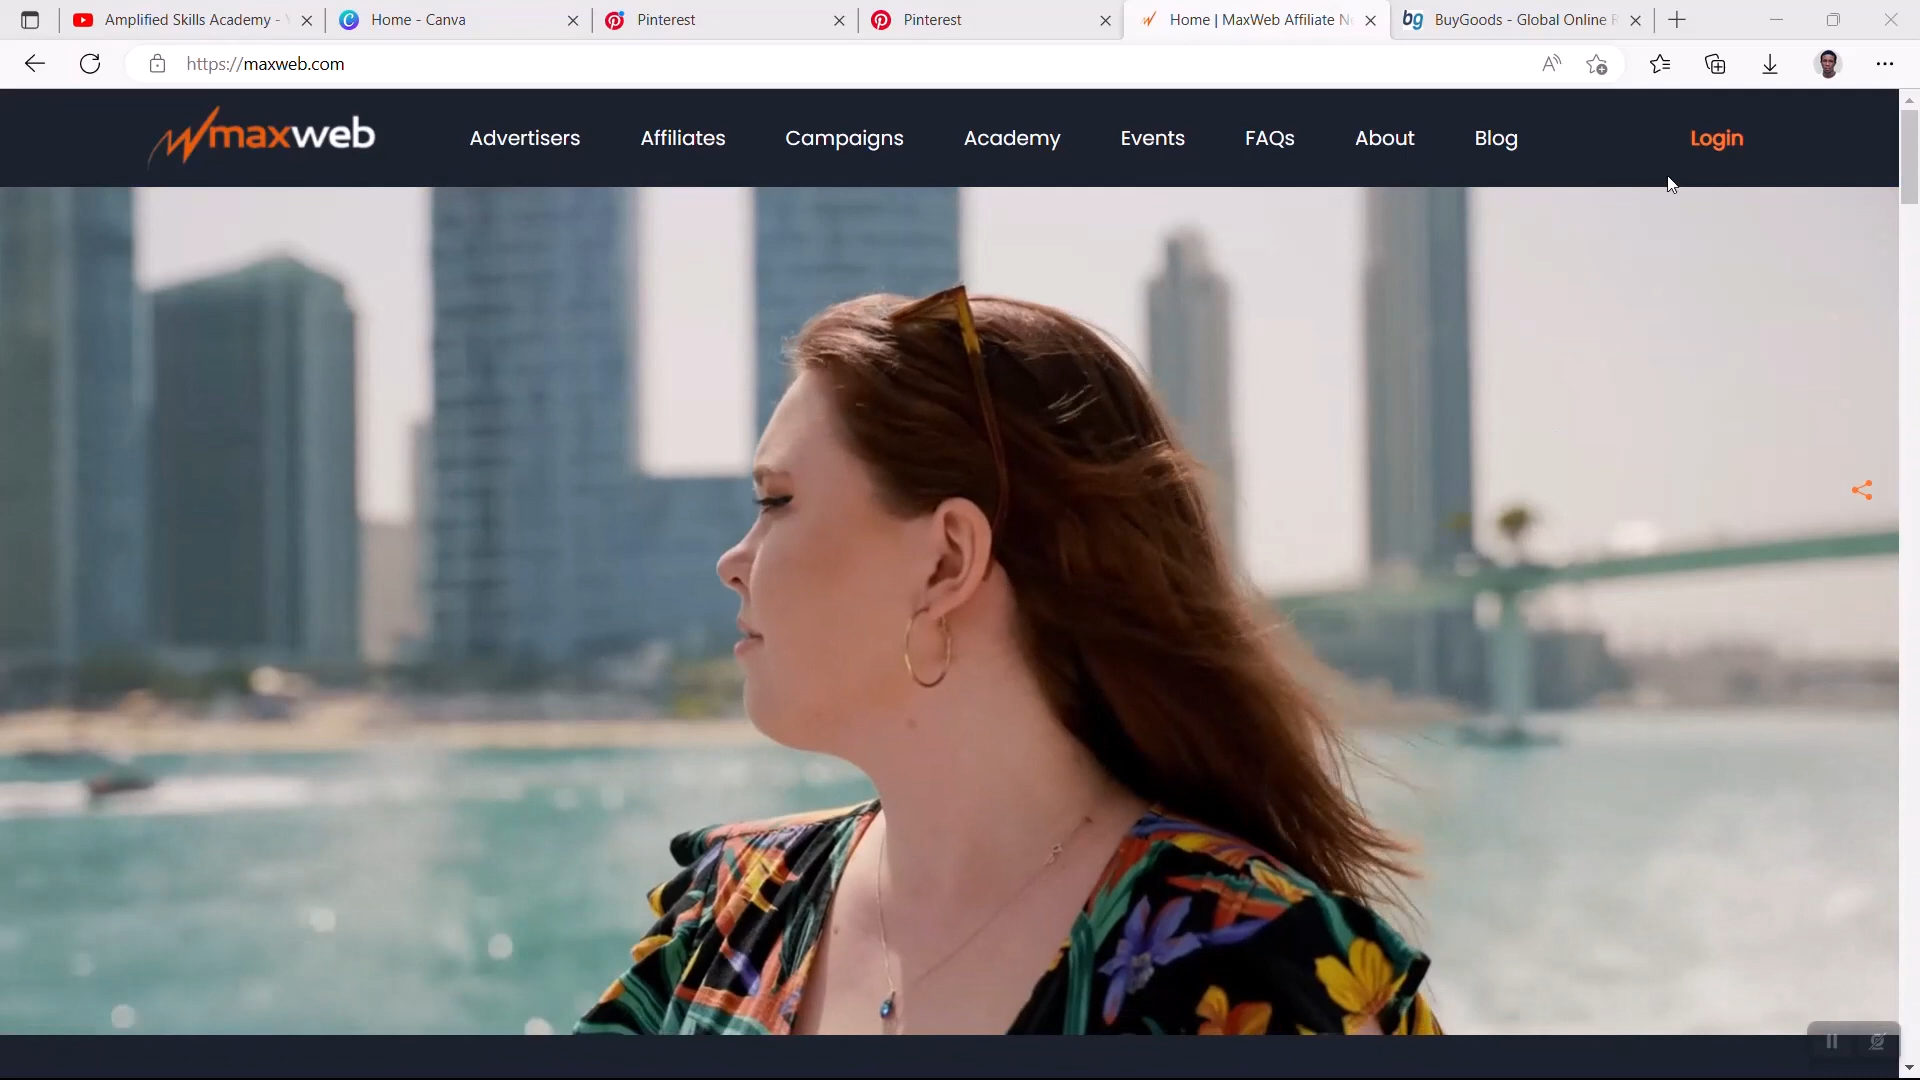 Amplified Skills Academy -
Home - Canva
Pinterest
Pinterest
Home | MaxWeb Affiliate Ne
BuyGoods - Global Online R
https://maxweb.com
maxweb
Advertisers
Affiliates
Campaigns
Academy
Events
FAQs
About
Blog
Login